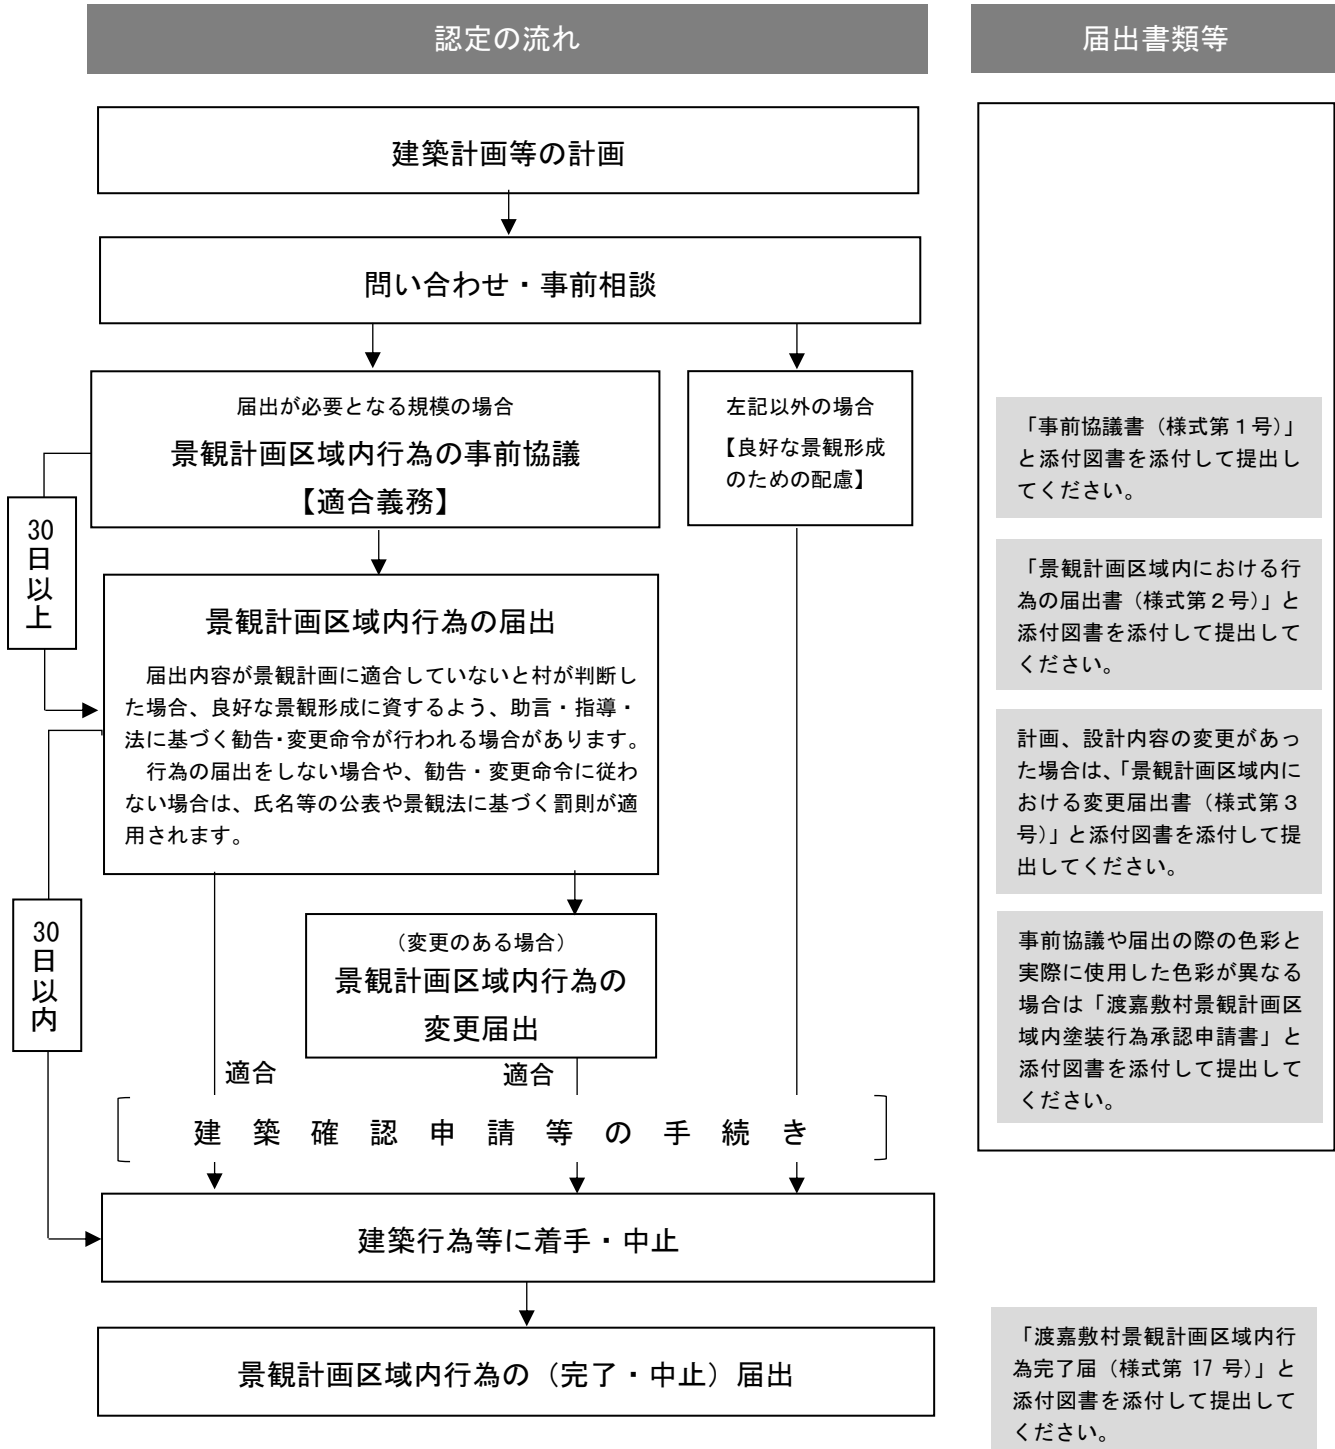 認定の流れ
届出書類等
建築計画等の計画
問い合わせ・事前相談
届出が必要となる規模の場合
景観計画区域内行為の事前協議
【適合義務】
左記以外の場合
【良好な景観形成
のための配慮】
30
日
以
上
景観計画区域内行為の届出
届出内容が景観計画に適合していないと村が判断し
た場合、良好な景観形成に資するよう、助言・指導・
法に基づく勧告・変更命令が行われる場合があります。
行為の届出をしない場合や、勧告・変更命令に従わ
ない場合は、氏名等の公表や景観法に基づく罰則が適
用されます。
30
日
以
内
（変更のある場合）
景観計画区域内行為の
変更届出
適合
適合
建築確認申請等の手続き
建築行為等に着手・中止
景観計画区域内行為の（完了・中止）届出
「事前協議書（様式第１号）」
と添付図書を添付して提出し
てください。
「景観計画区域内における行
為の届出書（様式第２号）」と
添付図書を添付して提出して
ください。
計画、設計内容の変更があっ
た場合は、「景観計画区域内に
おける変更届出書（様式第３
号）」と添付図書を添付して提
出してください。
事前協議や届出の際の色彩と
実際に使用した色彩が異なる
場合は「渡嘉敷村景観計画区
域内塗装行為承認申請書」と
添付図書を添付して提出して
ください。
「渡嘉敷村景観計画区域内行
為完了届（様式第 17 号）」と
添付図書を添付して提出して
ください。